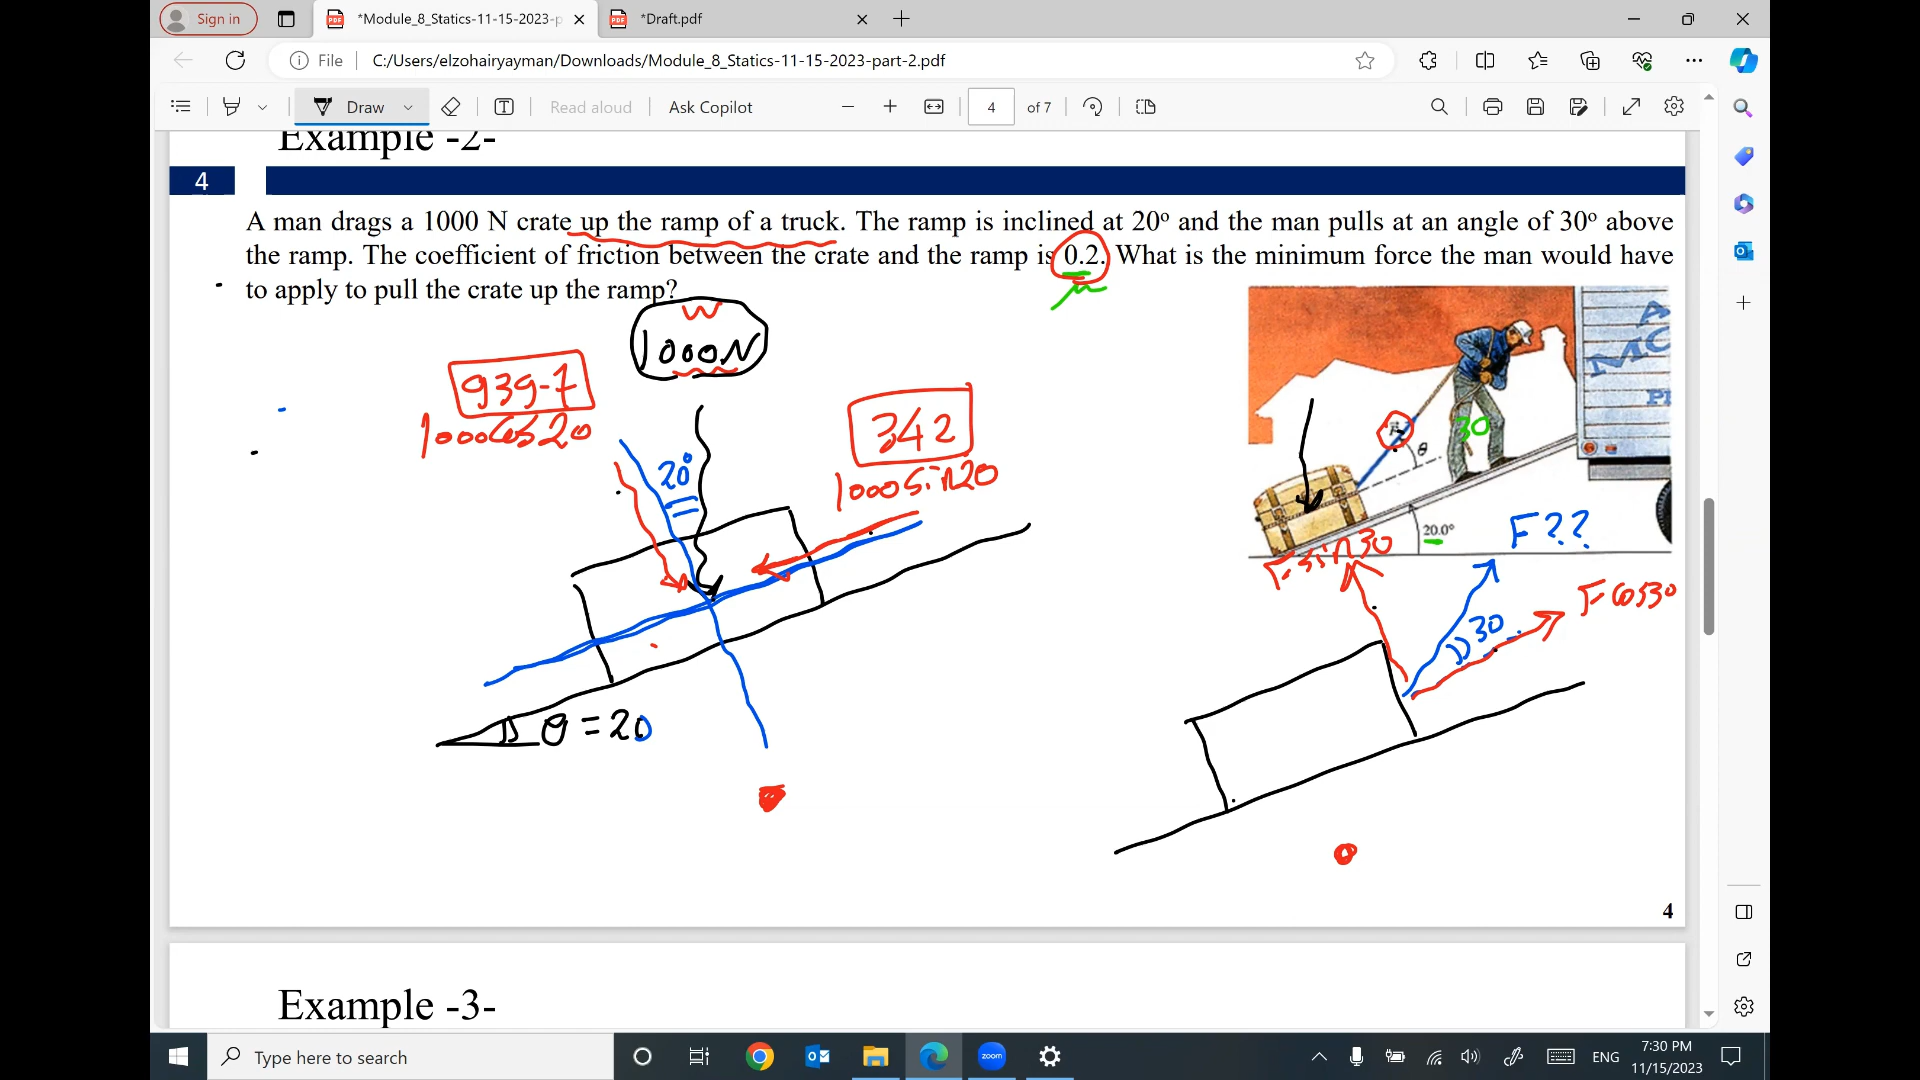 Sign in
*Module_8_Statics-11-15-2023-p
*Draft.pdf
File
C:/Users/elzohairyayman/Downloads/Module_8_Statics-11-15-2023-part-2.pdf
Draw
Read aloud
Ask Copilot
4
of 7
Example -2-
4
A man drags a 1000 N crate up the ramp of a truck. The ramp is inclined at 20º and the man pulls at an angle of 30º above
the ramp. The coefficient of friction between the crate and the ramp is 0.2. What is the minimum force the man would have
to apply to pull the crate up the ramp?
W
1000N
939-7
1000Cos20
20°
342
1000Sin20
θ = 20
30
θ
20.0°
F??
Fsin30
Fcos30
30
4
Example -3-
Type here to search
zoom
ENG
7:30 PM
11/15/2023